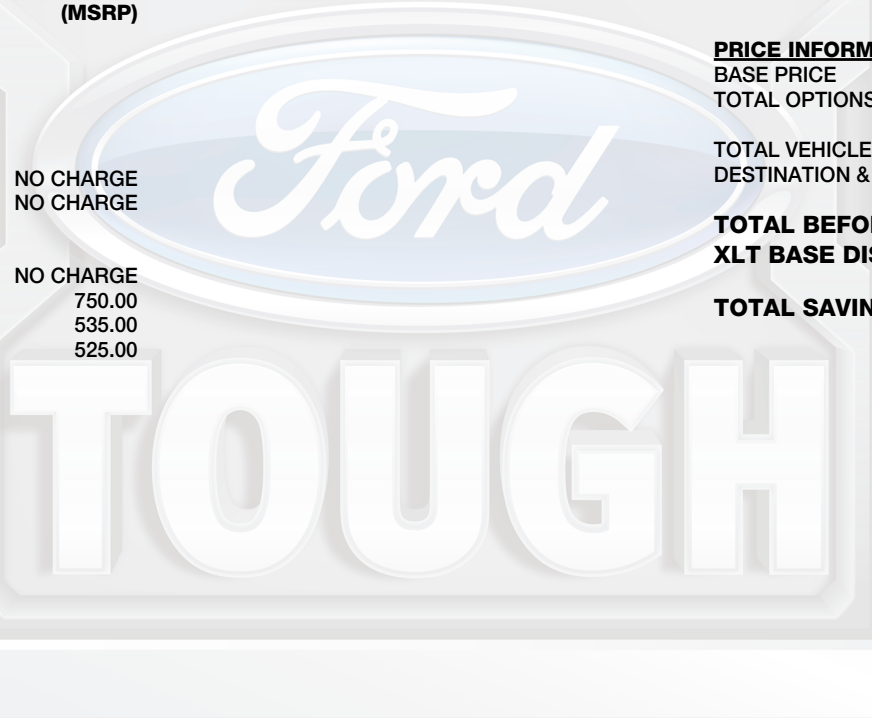 (MSRP)
NO CHARGE
NO CHARGE
NO CHARGE
750.00
535.00
525.00
PRICE INFORM
BASE PRICE
TOTAL OPTIONS
TOTAL VEHICLE
DESTINATION &
TOTAL BEFO
XLT BASE DI
TOTAL SAVIN
Ford
TOUGH